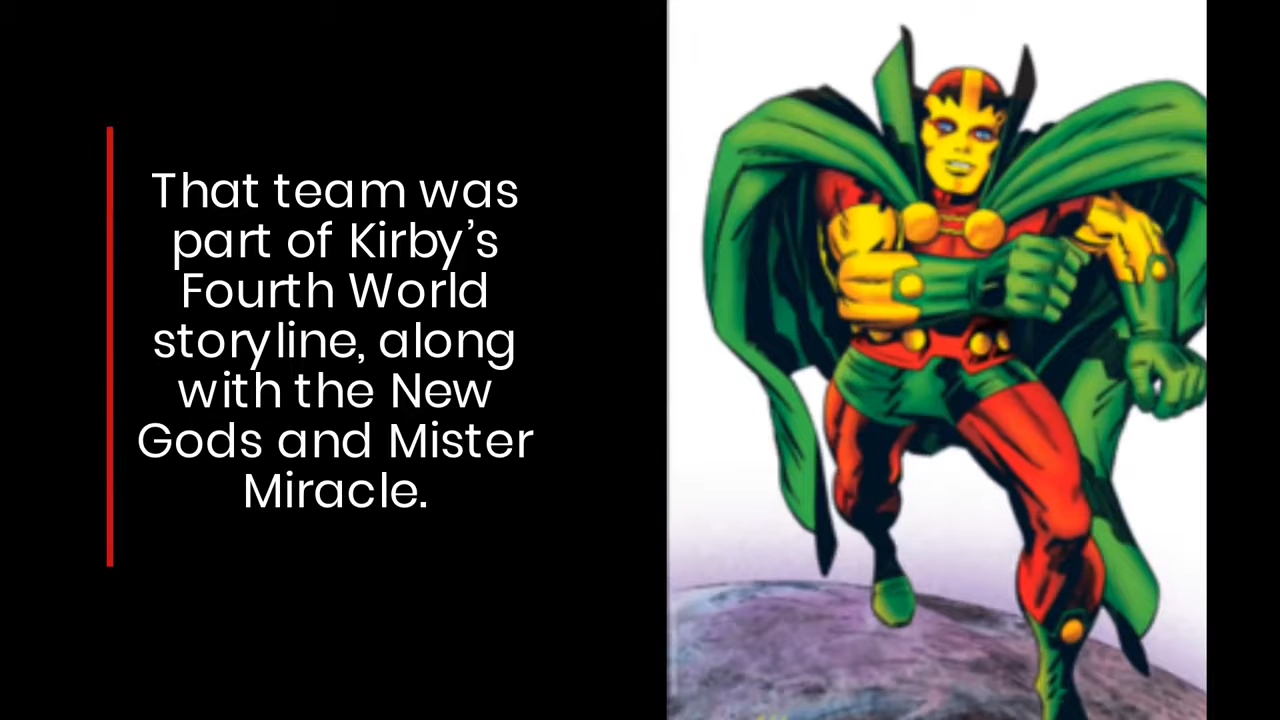 That team was
part of Kirby’s
Fourth World
storyline, along
with the New
Gods and Mister
Miracle.